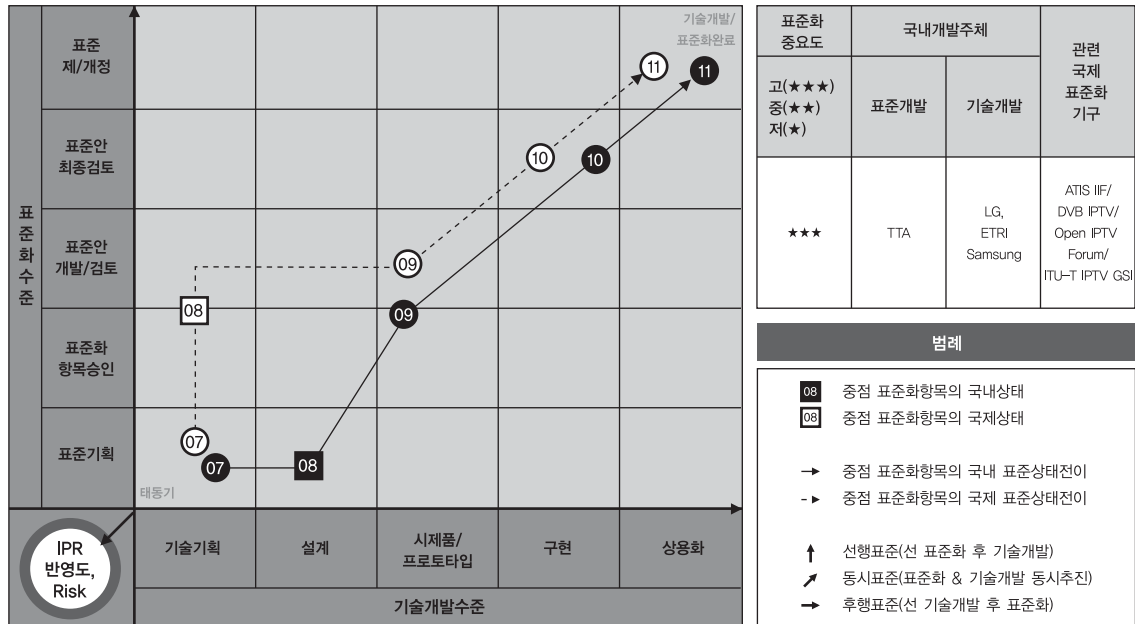 기술개발/
표준화완료
표준
제/개정
11
11
표준안
최종검토
10
10
표준화수준
표준안
개발/검토
09
08
09
표준화
항목승인
표준기획
07
07
08
태동기
IPR
반영도,
Risk
기술기획
설계
시제품/
프로토타입
구현
상용화
기술개발수준
표준화
중요도
국내개발주체
관련
국제
표준화
기구
고(★★★)
중(★★)
저(★)
표준개발
기술개발
★★★
TTA
LG,
ETRI
Samsung
ATIS IIF/
DVB IPTV/
Open IPTV
Forum/
ITU-T IPTV GSI
범례
08 중점 표준화항목의 국내상태
08 중점 표준화항목의 국제상태
→ 중점 표준화항목의 국내 표준상태전이
-► 중점 표준화항목의 국제 표준상태전이
↑ 선행표준(선 표준화 후 기술개발)
↗ 동시표준(표준화 & 기술개발 동시추진)
→ 후행표준(선 기술개발 후 표준화)